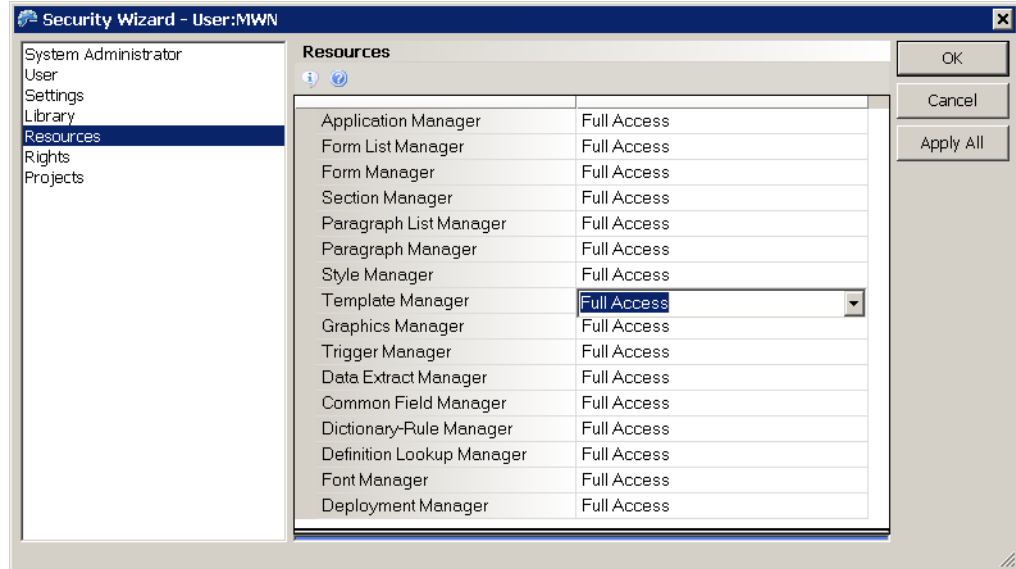 Security Wizard - User:MWN
System Administrator
User
Settings
Library
Resources
Rights
Projects
Resources
Application Manager Full Access
Form List Manager Full Access
Form Manager Full Access
Section Manager Full Access
Paragraph List Manager Full Access
Paragraph Manager Full Access
Style Manager Full Access
Template Manager Full Access
Graphics Manager Full Access
Trigger Manager Full Access
Data Extract Manager Full Access
Common Field Manager Full Access
Dictionary-Rule Manager Full Access
Definition Lookup Manager Full Access
Font Manager Full Access
Deployment Manager Full Access
OK
Cancel
Apply All